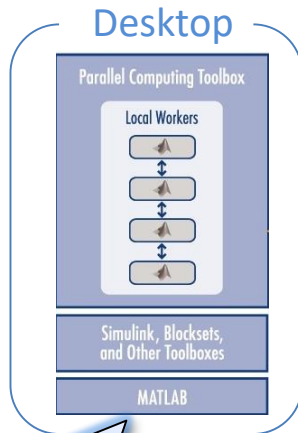 Desktop
Parallel Computing Toolbox
Local Workers
Simulink, Blocksets,
and Other Toolboxes
MATLAB